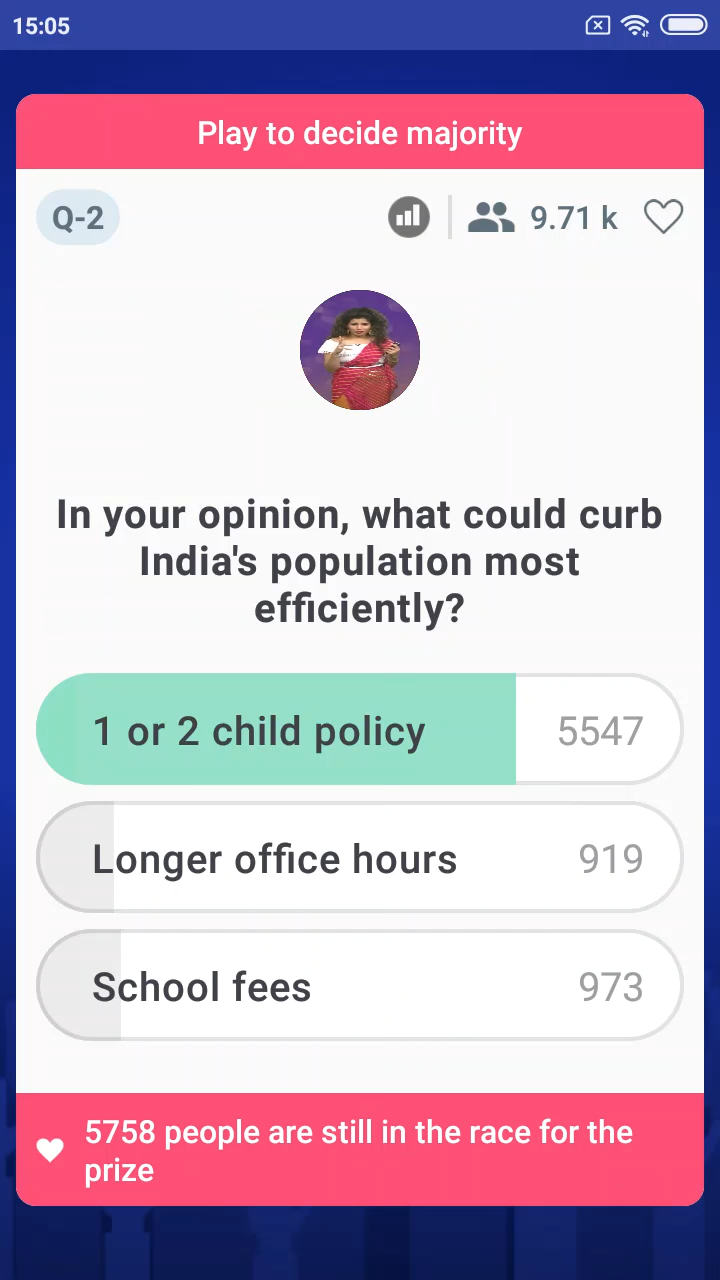 15:05
Play to decide majority
Q-2
9.71 k
In your opinion, what could curb
India's population most
efficiently?
1 or 2 child policy 5547
Longer office hours 919
School fees 973
5758 people are still in the race for the
prize